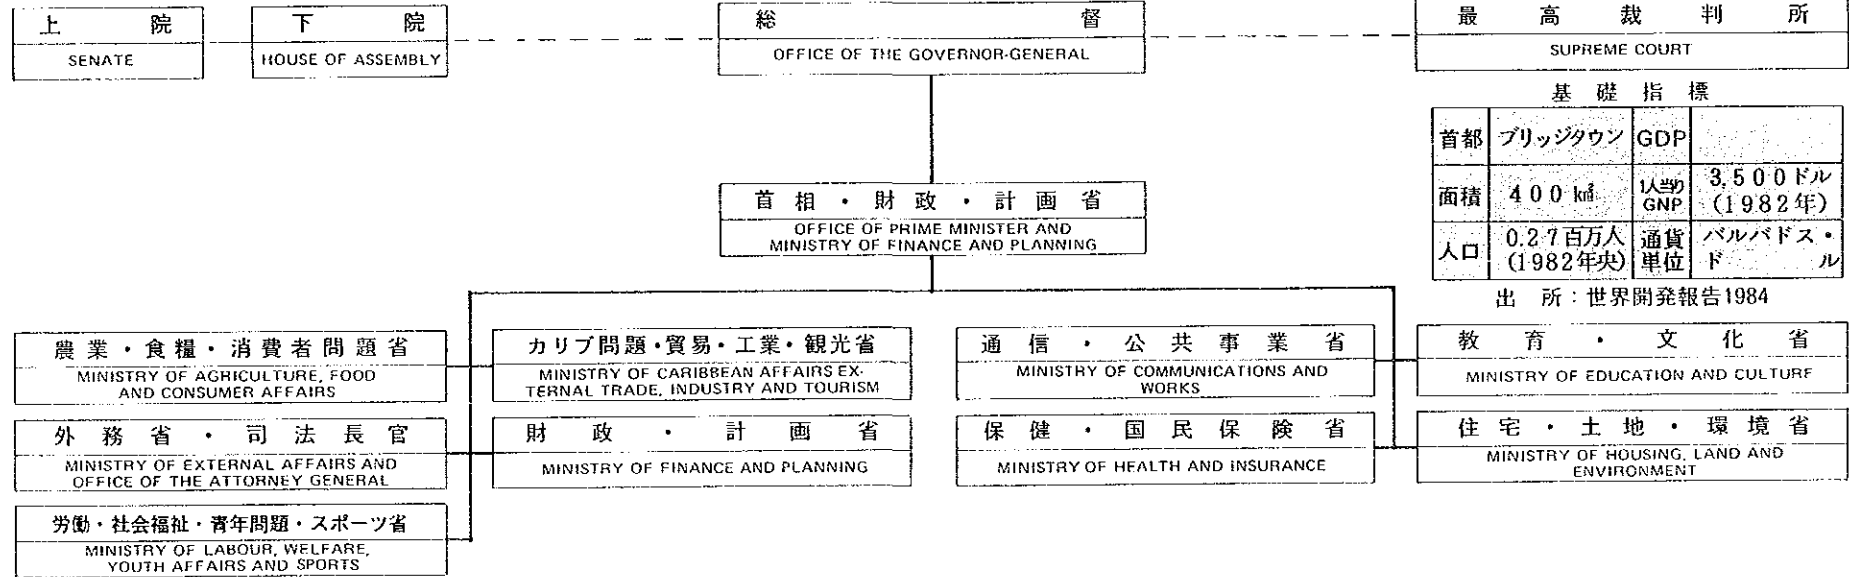 上院
SENATE
下院
HOUSE OF ASSEMBLY
総督
OFFICE OF THE GOVERNOR-GENERAL
最高裁判所
SUPREME COURT
基礎指標
首都 ブリッジタウン GDP
面積 400㎢ 1人当り GNP 3,500ドル (1982年)
人口 0.27百万人 (1982年央) 通貨単位 バルバドス・ドル
出所：世界開発報告1984
首相・財政・計画省
OFFICE OF PRIME MINISTER AND
MINISTRY OF FINANCE AND PLANNING
農業・食糧・消費者問題省
MINISTRY OF AGRICULTURE, FOOD
AND CONSUMER AFFAIRS
カリブ問題・貿易・工業・観光省
MINISTRY OF CARIBBEAN AFFAIRS EX-
TERNAL TRADE, INDUSTRY AND TOURISM
通信・公共事業省
MINISTRY OF COMMUNICATIONS AND
WORKS
教育・文化省
MINISTRY OF EDUCATION AND CULTURE
外務省・司法長官
MINISTRY OF EXTERNAL AFFAIRS AND
OFFICE OF THE ATTORNEY GENERAL
財政・計画省
MINISTRY OF FINANCE AND PLANNING
保健・国民保険省
MINISTRY OF HEALTH AND INSURANCE
住宅・土地・環境省
MINISTRY OF HOUSING, LAND AND
ENVIRONMENT
労働・社会福祉・青年問題・スポーツ省
MINISTRY OF LABOUR, WELFARE,
YOUTH AFFAIRS AND SPORTS